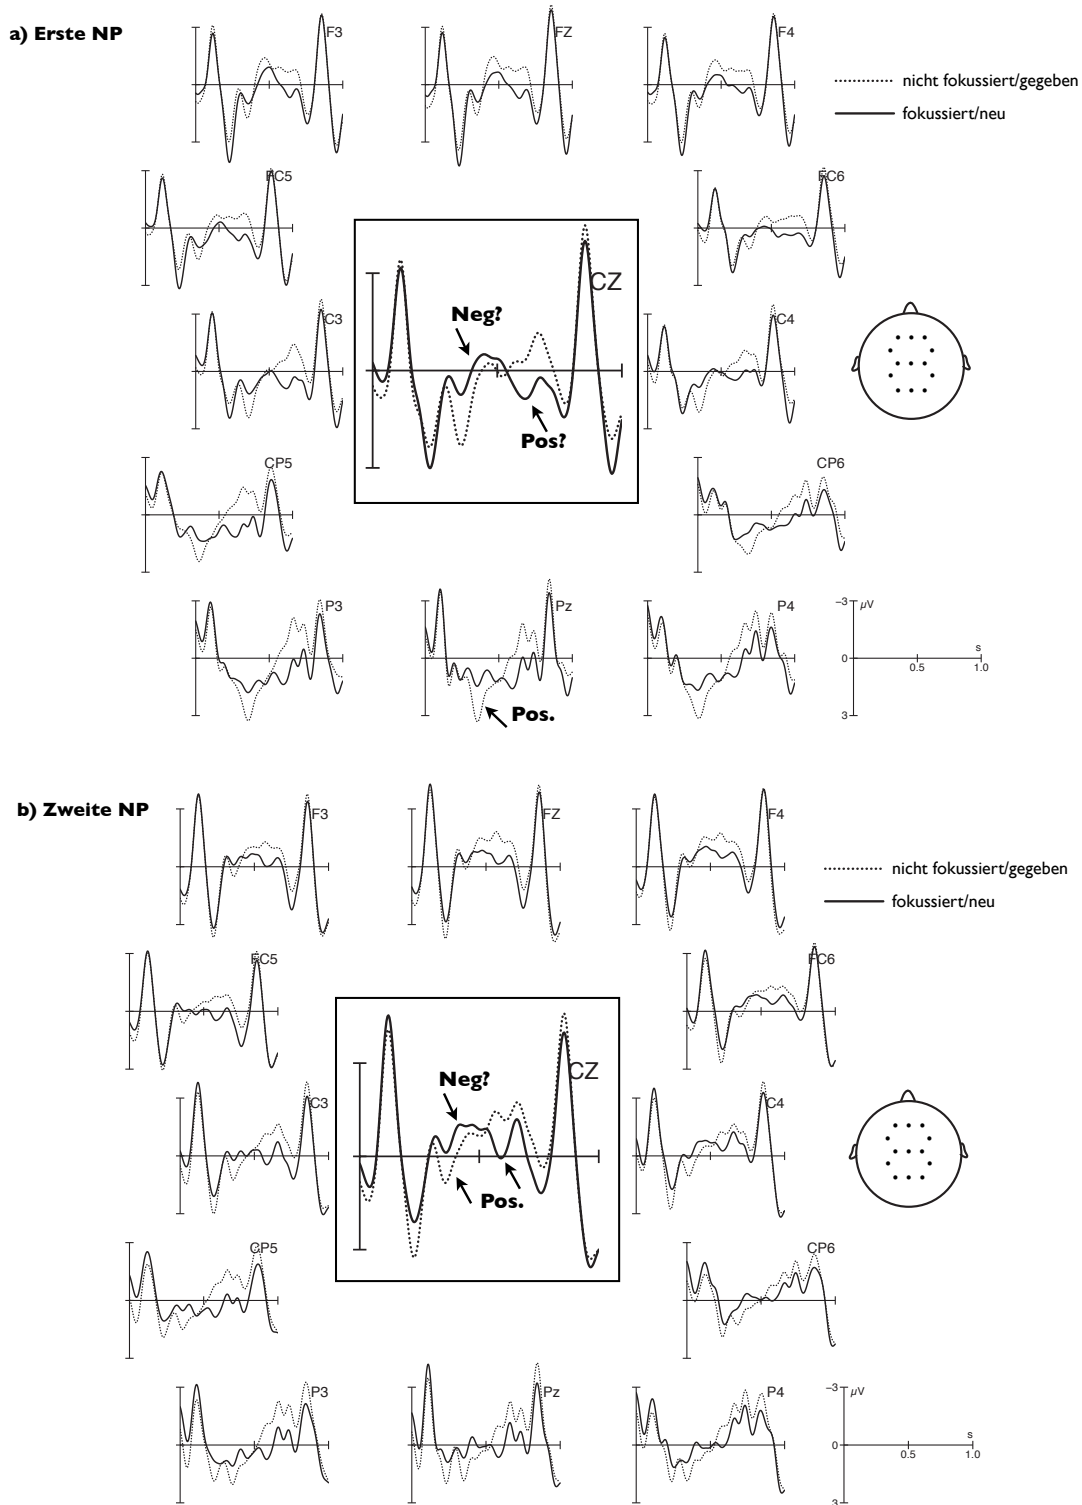 a) Erste NP
F3
FZ
F4
nicht fokussiert/gegeben
fokussiert/neu
FC5
FC6
CZ
Neg?
Pos?
C3
C4
CP5
CP6
P3
Pz
P4
Pos.
-3
µV
0
3
s
0.5
1.0
b) Zweite NP
F3
FZ
F4
nicht fokussiert/gegeben
fokussiert/neu
FC5
FC6
CZ
Neg?
Pos.
C3
C4
CP5
CP6
P3
Pz
P4
-3
µV
0
3
s
0.5
1.0